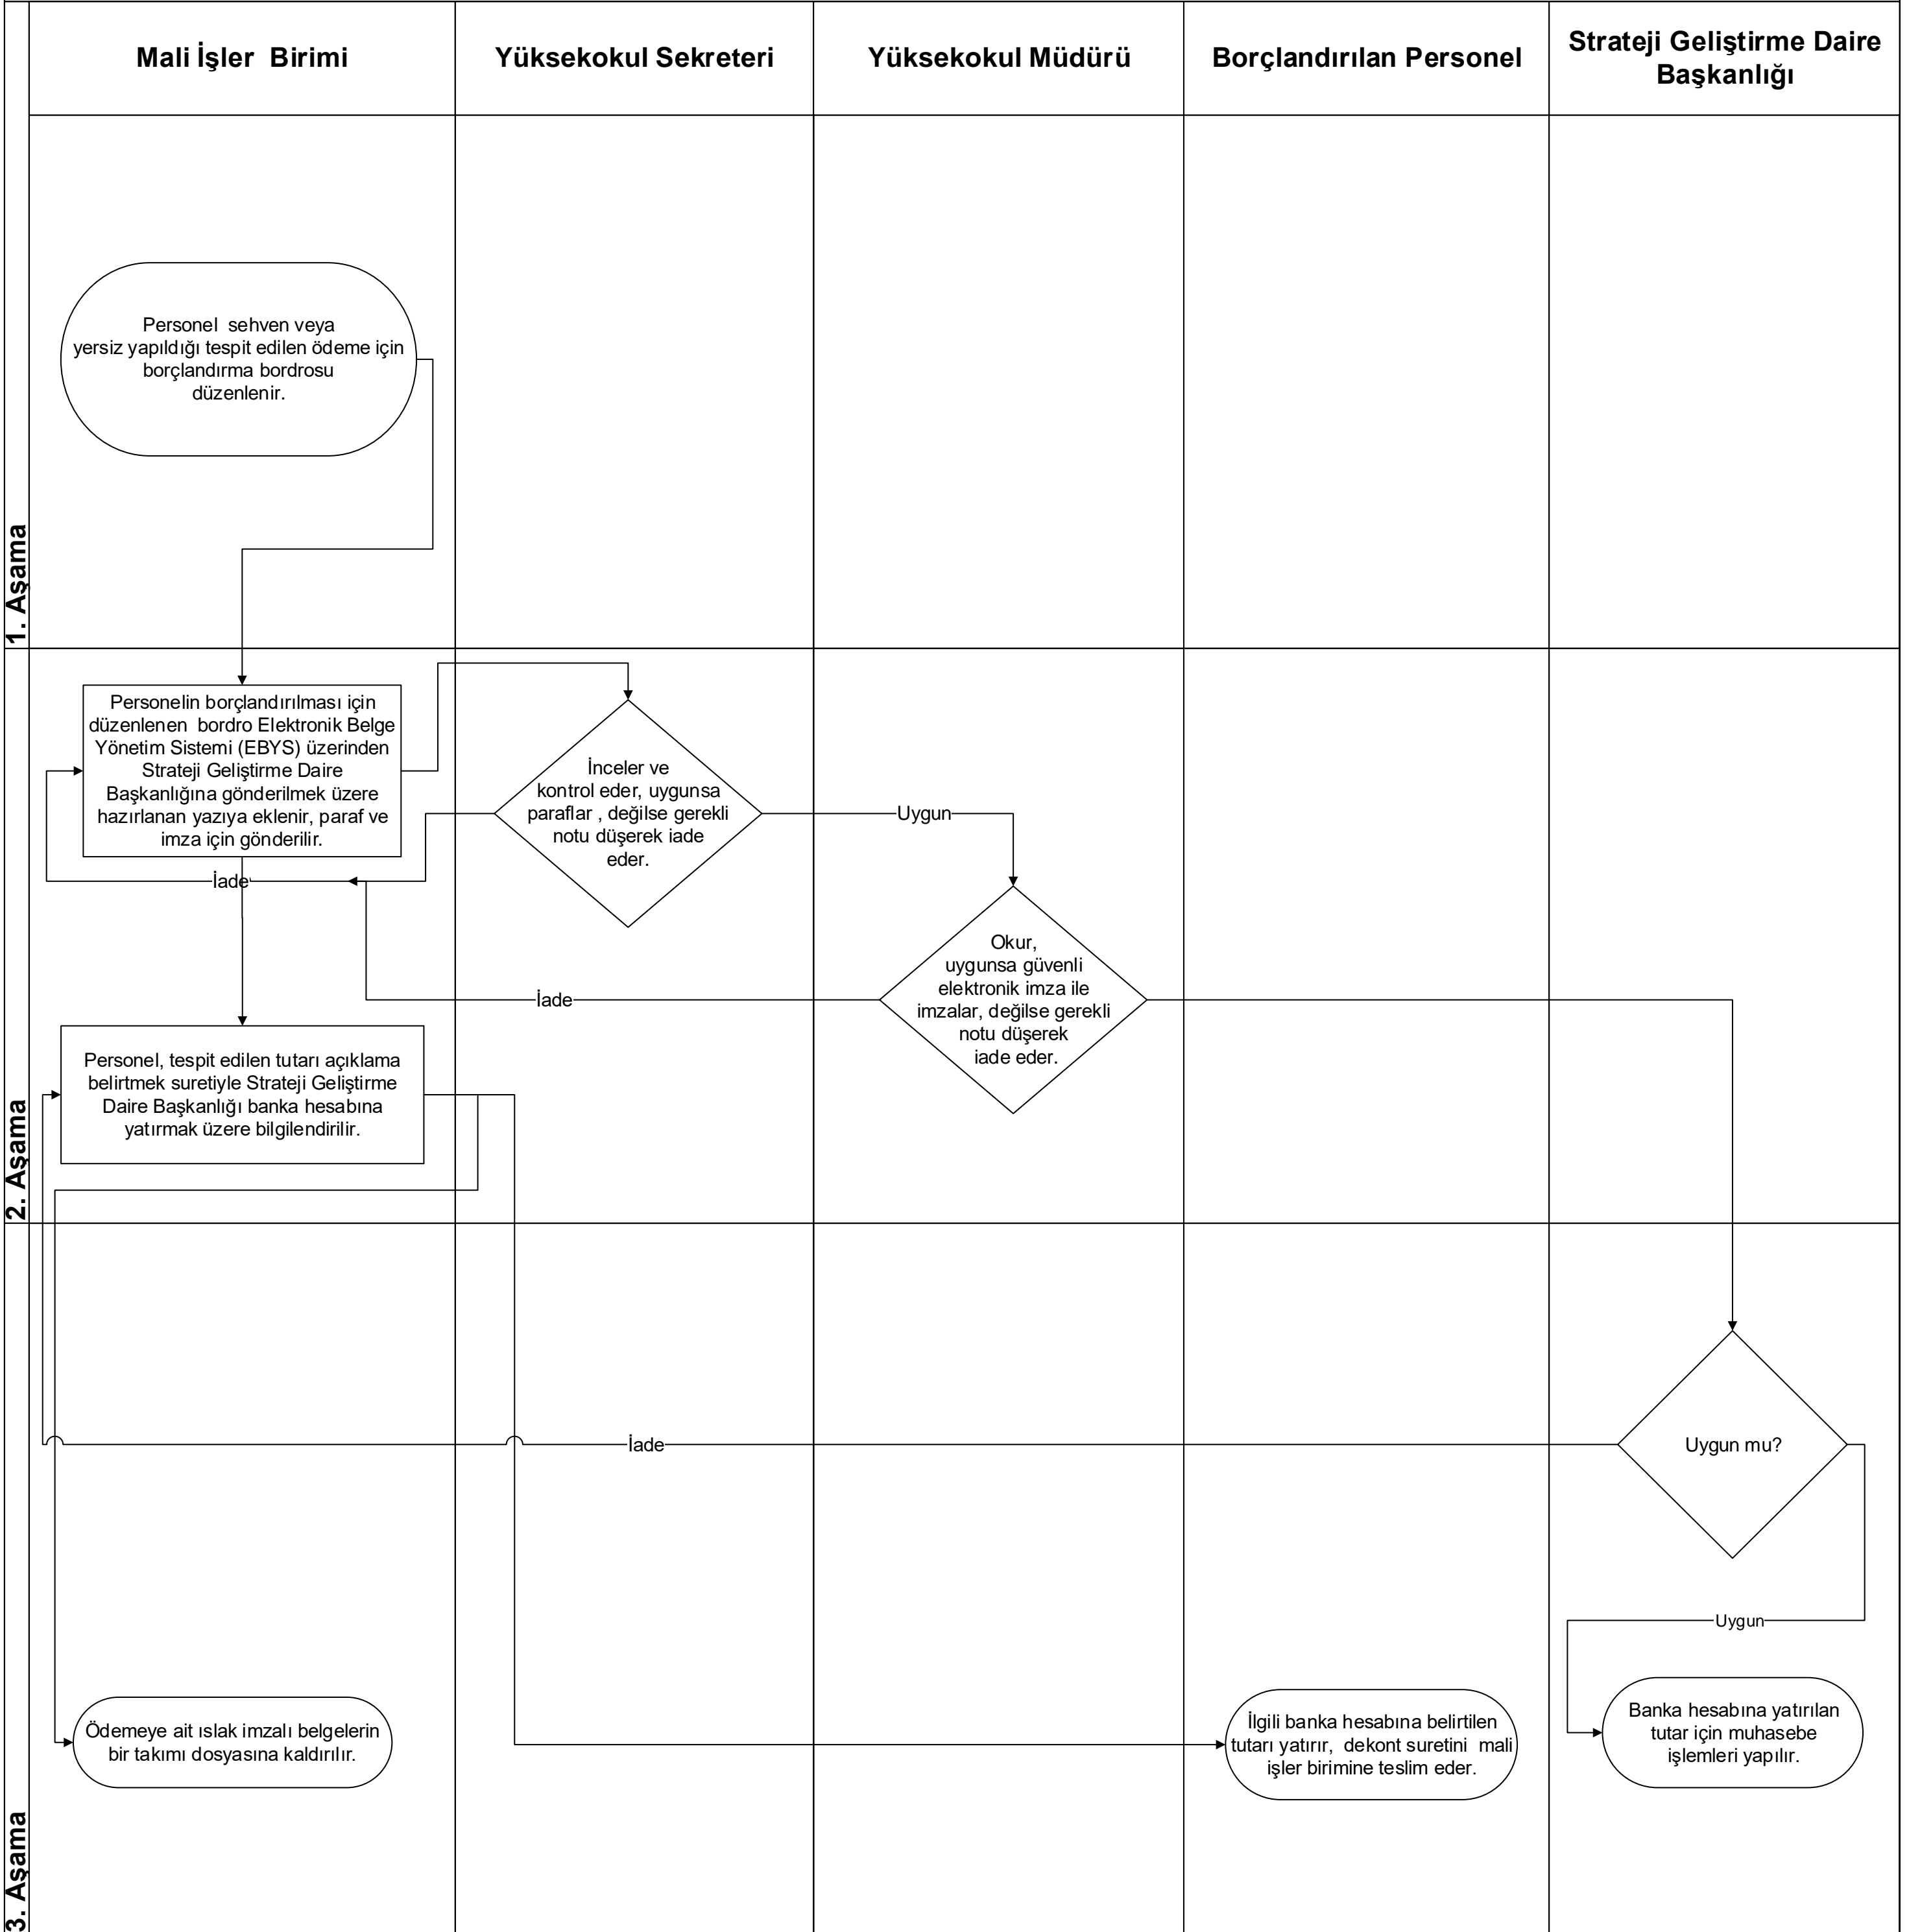 Mali İşler  Birimi
Yüksekokul Sekreteri
Yüksekokul Müdürü
Borçlandırılan Personel
Strateji Geliştirme Daire
Başkanlığı
1. Aşama
Personel  sehven veya
yersiz yapıldığı tespit edilen ödeme için
borçlandırma bordrosu
düzenlenir.
2. Aşama
Personelin borçlandırılması için
düzenlenen  bordro Elektronik Belge
Yönetim Sistemi (EBYS) üzerinden
Strateji Geliştirme Daire
Başkanlığına gönderilmek üzere
hazırlanan yazıya eklenir, paraf ve
imza için gönderilir.
İnceler ve
kontrol eder, uygunsa
paraflar , değilse gerekli
notu düşerek iade
eder.
Uygun
İade
Okur,
uygunsa güvenli
elektronik imza ile
imzalar, değilse gerekli
notu düşerek
iade eder.
İade
Personel, tespit edilen tutarı açıklama
belirtmek suretiyle Strateji Geliştirme
Daire Başkanlığı banka hesabına
yatırmak üzere bilgilendirilir.
3. Aşama
İade
Uygun mu?
Uygun
Ödemeye ait ıslak imzalı belgelerin
bir takımı dosyasına kaldırılır.
İlgili banka hesabına belirtilen
tutarı yatırır,  dekont suretini  mali
işler birimine teslim eder.
Banka hesabına yatırılan
tutar için muhasebe
işlemleri yapılır.